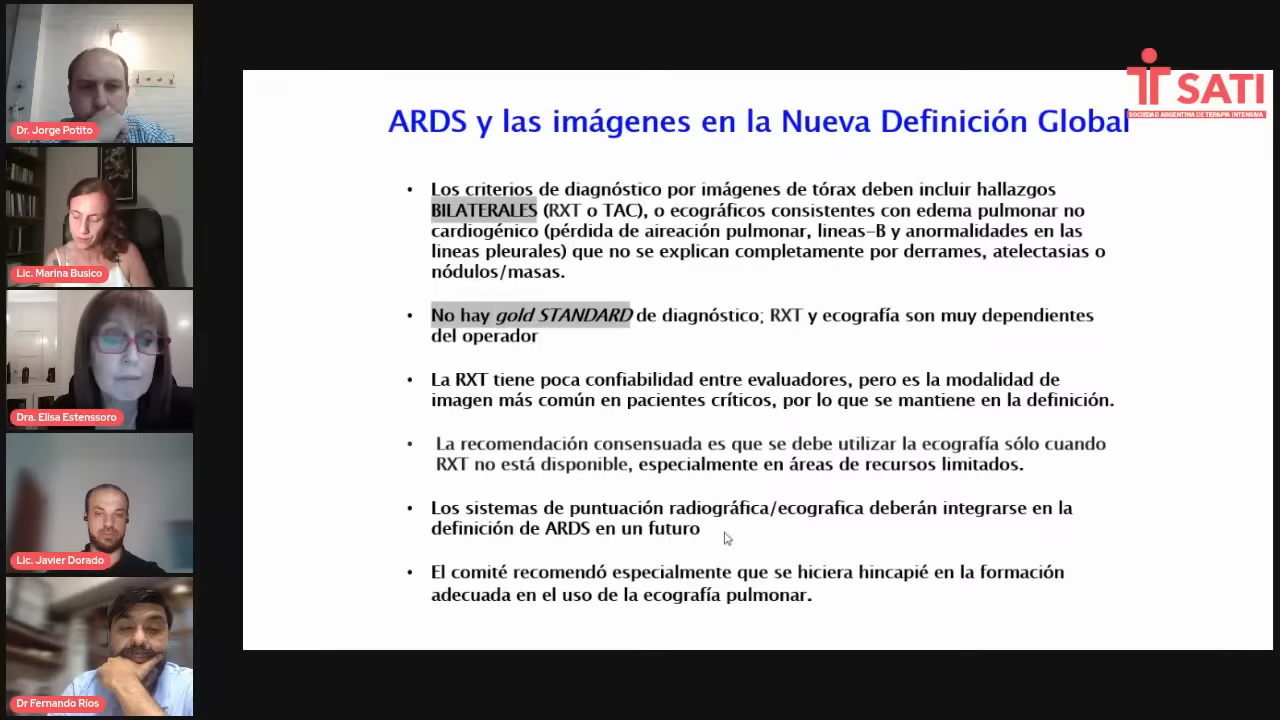 Dr. Jorge Potito
Lic. Marina Busico
Dra. Elisa Estenssoro
Lic. Javier Dorado
Dr Fernando Rios
SATI
SOCIEDAD ARGENTINA DE TERAPIA INTENSIVA
ARDS y las imágenes en la Nueva Definición Global
• Los criterios de diagnóstico por imágenes de tórax deben incluir hallazgos
BILATERALES (RXT o TAC), o ecográficos consistentes con edema pulmonar no
cardiogénico (pérdida de aireación pulmonar, lineas-B y anormalidades en las
lineas pleurales) que no se explican completamente por derrames, atelectasias o
nódulos/masas.
• No hay gold STANDARD de diagnóstico; RXT y ecografía son muy dependientes
del operador
• La RXT tiene poca confiabilidad entre evaluadores, pero es la modalidad de
imagen más común en pacientes críticos, por lo que se mantiene en la definición.
• La recomendación consensuada es que se debe utilizar la ecografía sólo cuando
RXT no está disponible, especialmente en áreas de recursos limitados.
• Los sistemas de puntuación radiográfica/ecografica deberán integrarse en la
definición de ARDS en un futuro
• El comité recomendó especialmente que se hiciera hincapié en la formación
adecuada en el uso de la ecografía pulmonar.